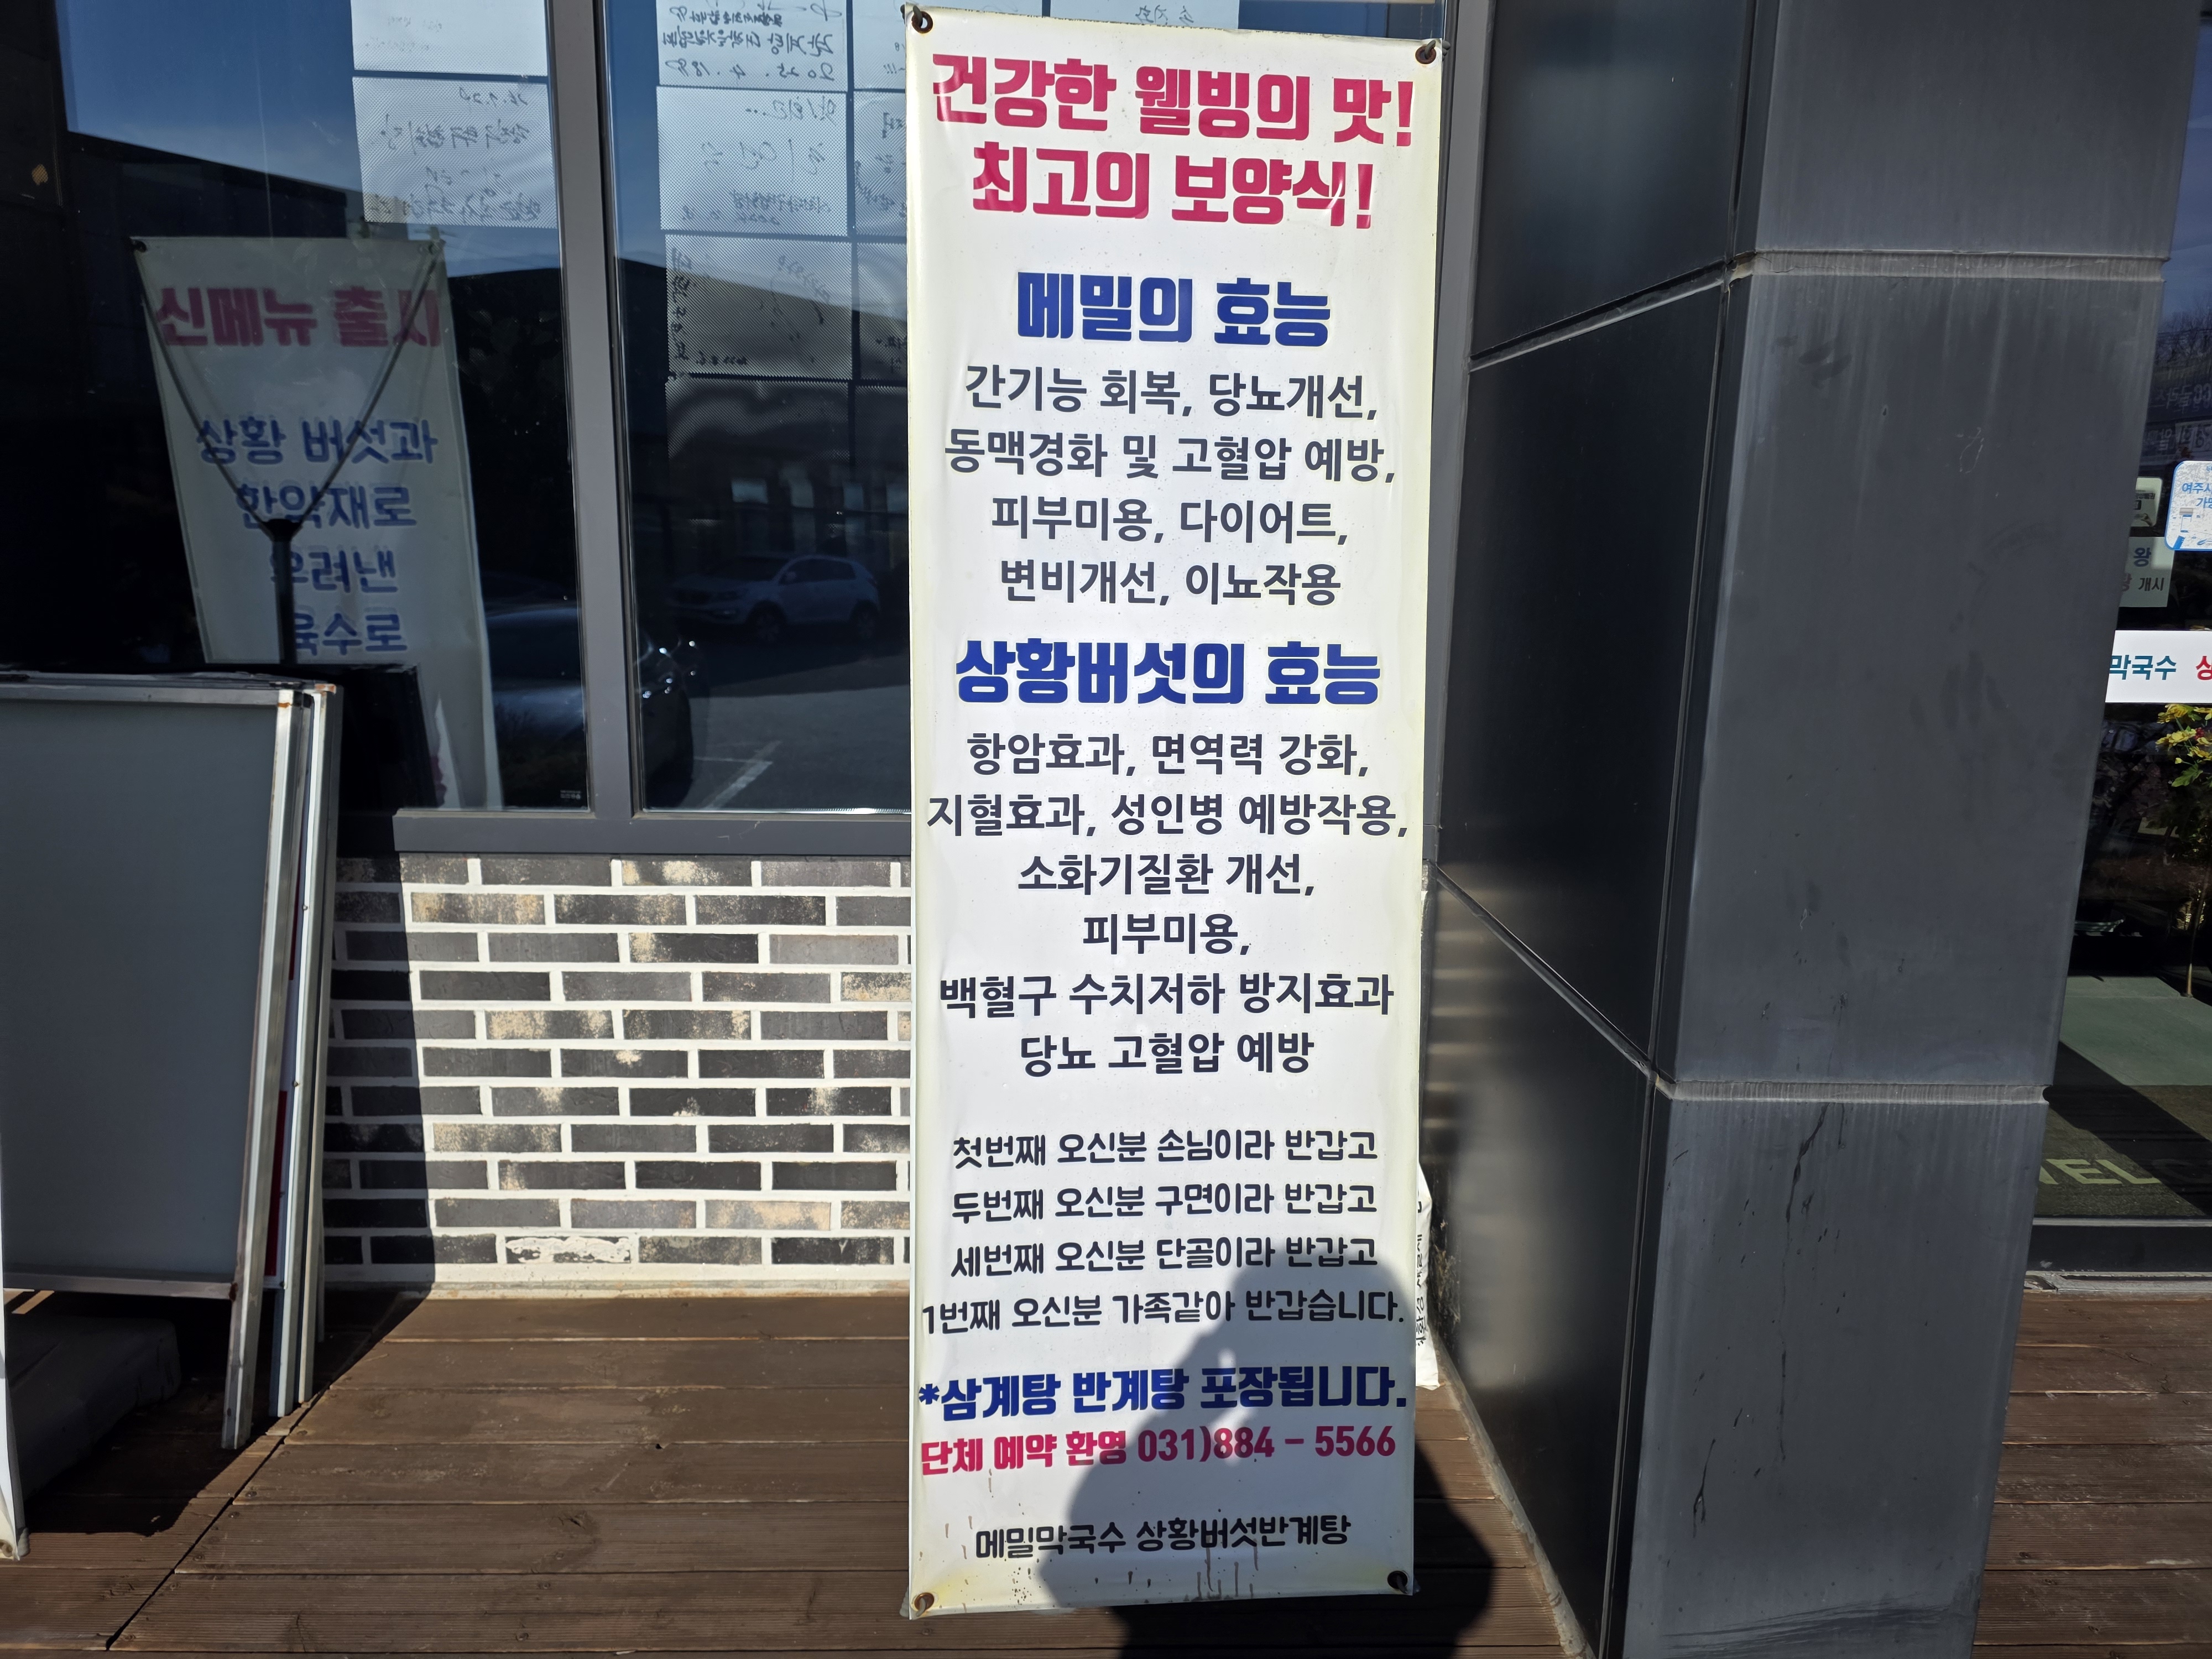 건강한 웰빙의 맛!
최고의 보양식!
메밀의 효능
간기능 회복, 당뇨개선,
동맥경화 및 고혈압 예방,
피부미용, 다이어트,
변비개선, 이뇨작용
상황버섯의 효능
항암효과, 면역력 강화,
지혈효과, 성인병 예방작용,
소화기질환 개선,
피부미용,
백혈구 수치저하 방지효과
당뇨 고혈압 예방
첫번째 오신분 손님이라 반갑고
두번째 오신분 구면이라 반갑고
세번째 오신분 단골이라 반갑고
1번째 오신분 가족같아 반갑습니다.
*삼계탕 반계탕 포장됩니다.
단체 예약 환영 031)884 - 5566
메밀막국수 상황버섯반계탕
신메뉴 출시
상황 버섯과
한약재로
우려낸
육수로
막국수
개시